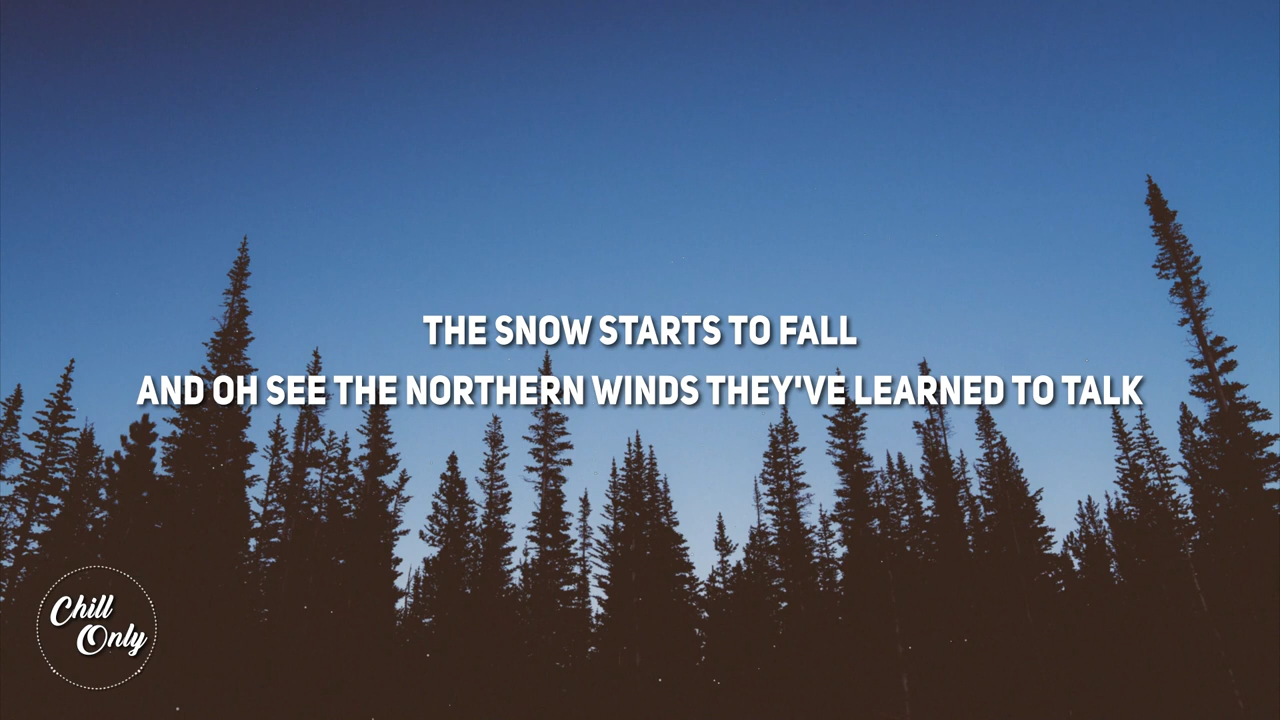 THE SNOW STARTS TO FALL
AND OH SEE THE NORTHERN WINDS THEY'VE LEARNED TO TALK
Chill
Only